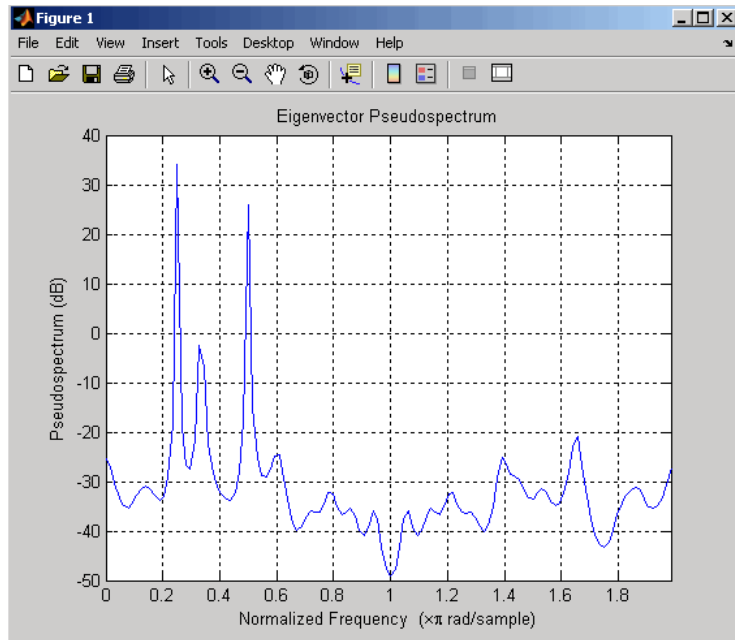 Figure 1
File Edit View Insert Tools Desktop Window Help
Eigenvector Pseudospectrum
Pseudospectrum (dB)
40
30
20
10
0
-10
-20
-30
-40
-50
0 0.2 0.4 0.6 0.8 1 1.2 1.4 1.6 1.8
Normalized Frequency (×π rad/sample)